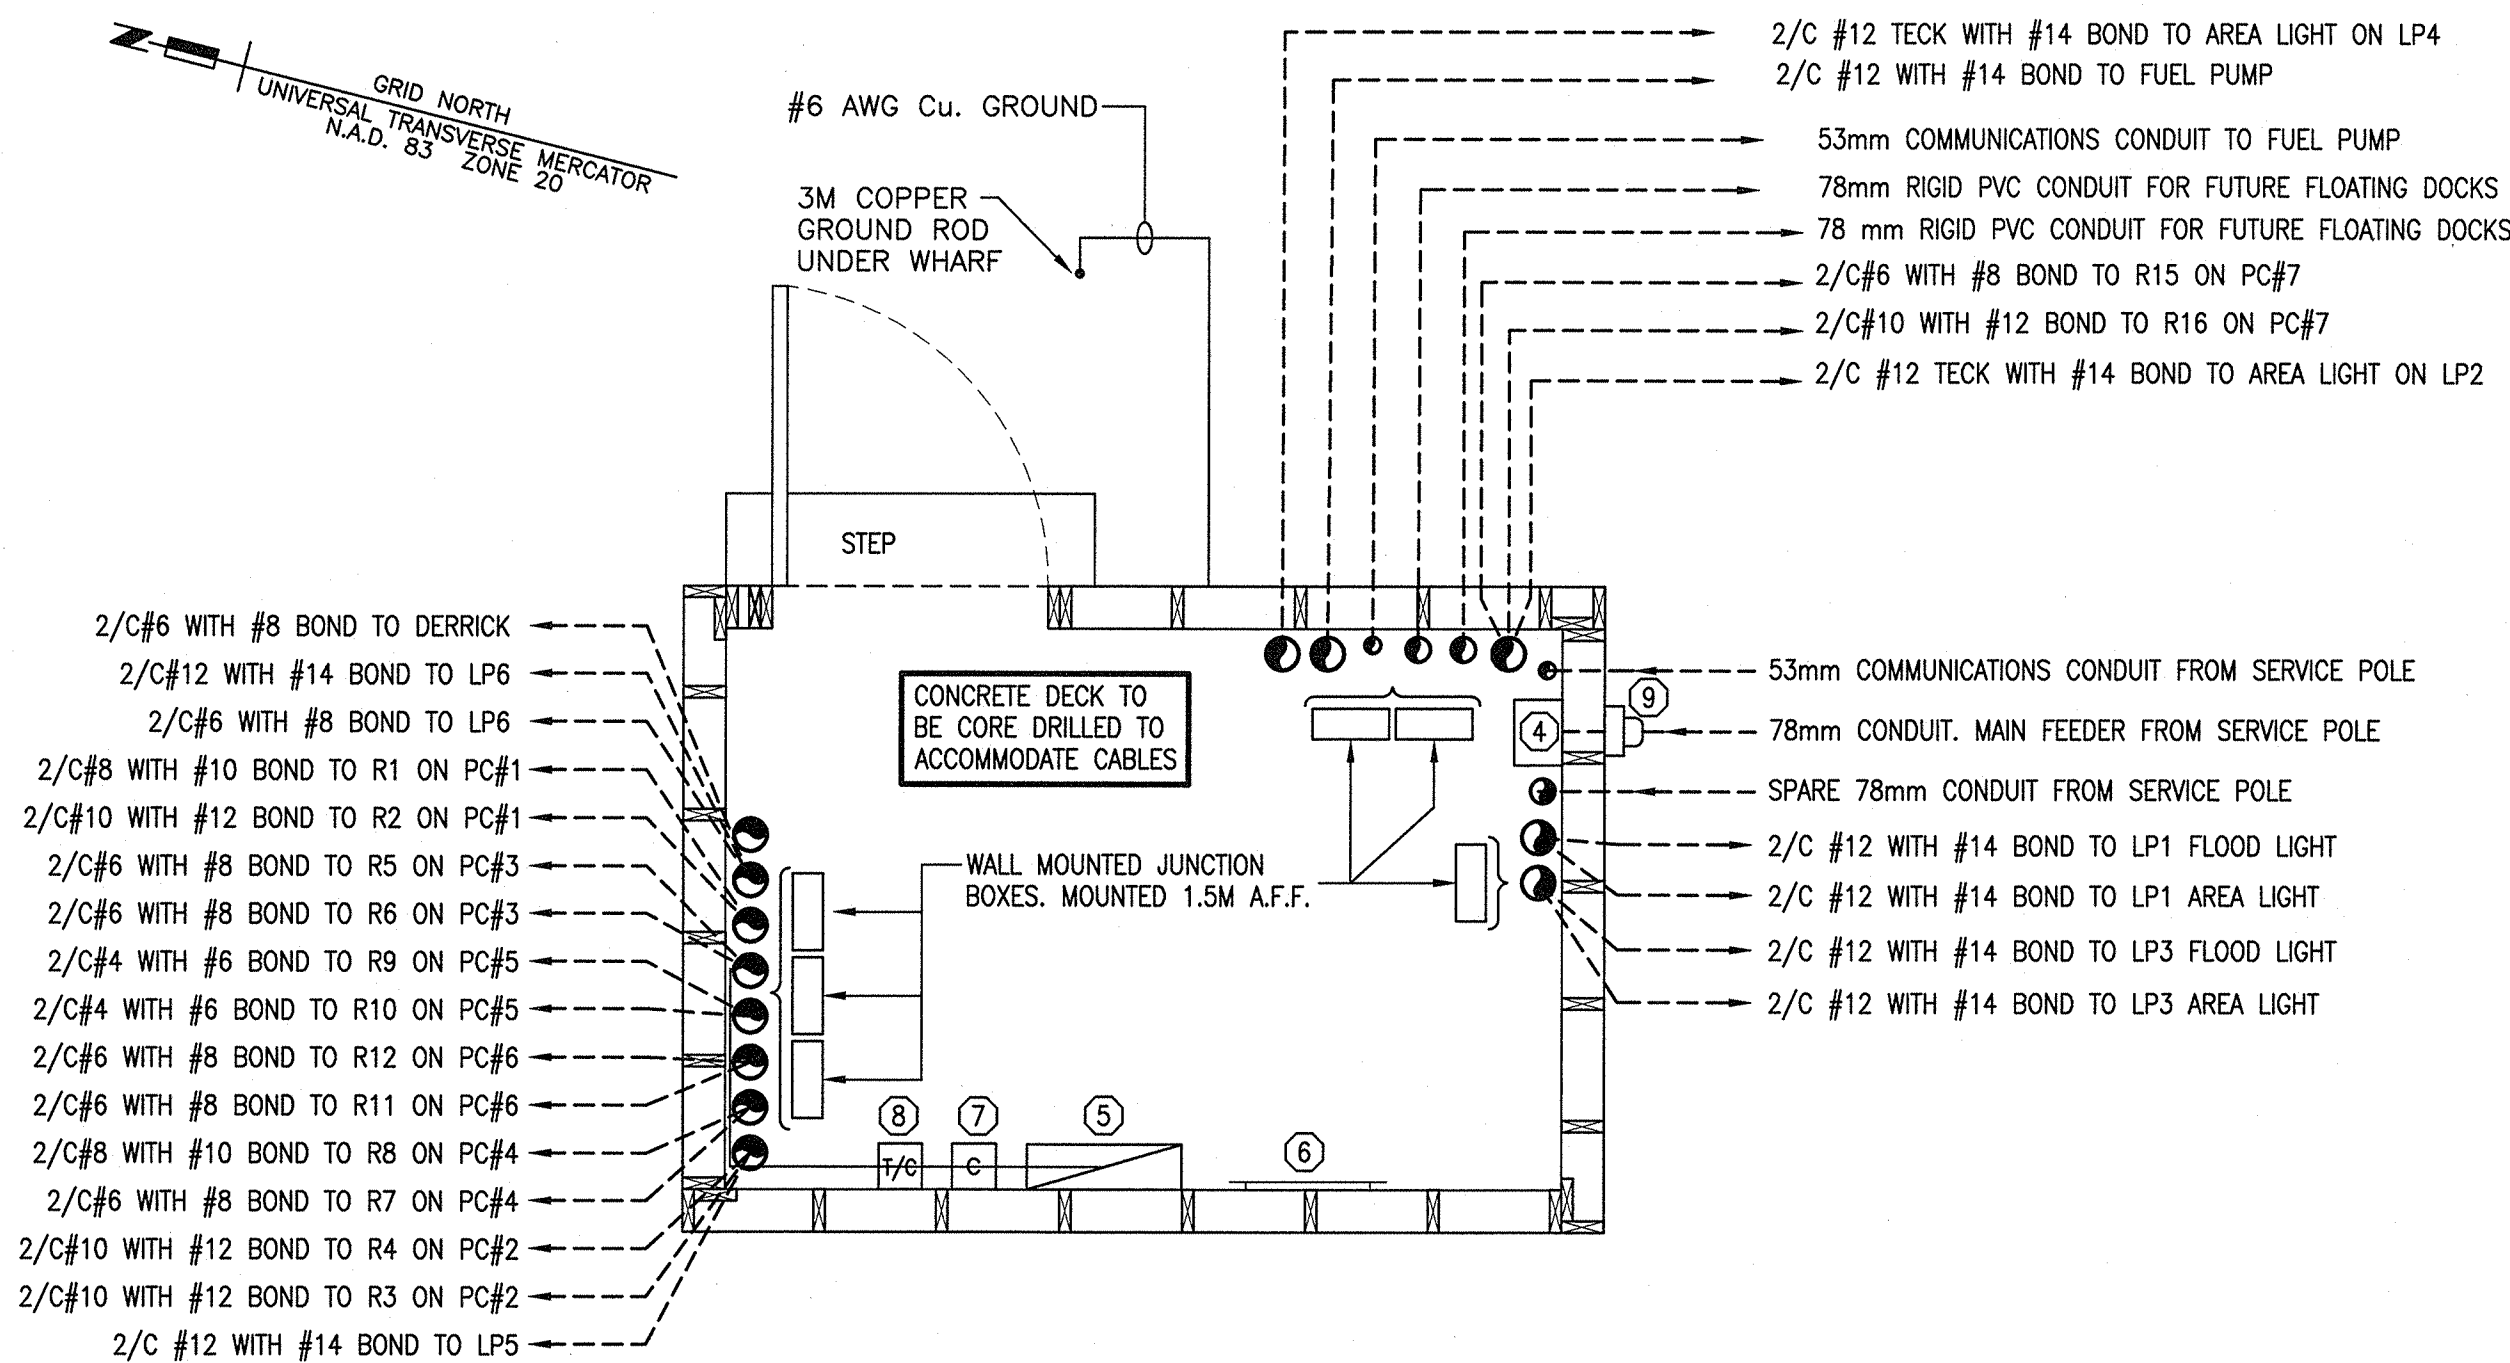 N
GRID NORTH
UNIVERSAL TRANSVERSE MERCATOR
N.A.D. 83 ZONE 20
#6 AWG Cu. GROUND
3M COPPER
GROUND ROD
UNDER WHARF
2/C #12 TECK WITH #14 BOND TO AREA LIGHT ON LP4
2/C #12 WITH #14 BOND TO FUEL PUMP
53mm COMMUNICATIONS CONDUIT TO FUEL PUMP
78mm RIGID PVC CONDUIT FOR FUTURE FLOATING DOCKS
78 mm RIGID PVC CONDUIT FOR FUTURE FLOATING DOCKS
2/C#6 WITH #8 BOND TO R15 ON PC#7
2/C#10 WITH #12 BOND TO R16 ON PC#7
2/C #12 TECK WITH #14 BOND TO AREA LIGHT ON LP2
STEP
2/C#6 WITH #8 BOND TO DERRICK
2/C#12 WITH #14 BOND TO LP6
2/C#6 WITH #8 BOND TO LP6
2/C#8 WITH #10 BOND TO R1 ON PC#1
2/C#10 WITH #12 BOND TO R2 ON PC#1
2/C#6 WITH #8 BOND TO R5 ON PC#3
2/C#6 WITH #8 BOND TO R6 ON PC#3
2/C#4 WITH #6 BOND TO R9 ON PC#5
2/C#4 WITH #6 BOND TO R10 ON PC#5
2/C#6 WITH #8 BOND TO R12 ON PC#6
2/C#6 WITH #8 BOND TO R11 ON PC#6
2/C#8 WITH #10 BOND TO R8 ON PC#4
2/C#6 WITH #8 BOND TO R7 ON PC#4
2/C#10 WITH #12 BOND TO R4 ON PC#2
2/C#10 WITH #12 BOND TO R3 ON PC#2
2/C #12 WITH #14 BOND TO LP5
CONCRETE DECK TO
BE CORE DRILLED TO
ACCOMMODATE CABLES
WALL MOUNTED JUNCTION
BOXES. MOUNTED 1.5M A.F.F.
8
7
5
6
T/C
C
4
9
53mm COMMUNICATIONS CONDUIT FROM SERVICE POLE
78mm CONDUIT. MAIN FEEDER FROM SERVICE POLE
SPARE 78mm CONDUIT FROM SERVICE POLE
2/C #12 WITH #14 BOND TO LP1 FLOOD LIGHT
2/C #12 WITH #14 BOND TO LP1 AREA LIGHT
2/C #12 WITH #14 BOND TO LP3 FLOOD LIGHT
2/C #12 WITH #14 BOND TO LP3 AREA LIGHT